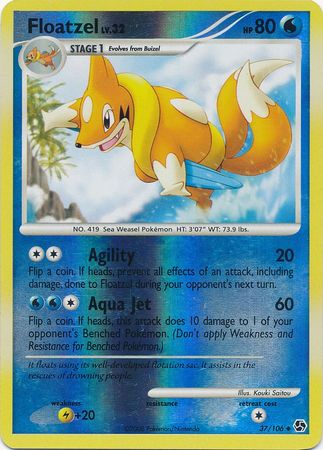 Floatzel LV.32 HP 80
STAGE 1 Evolves from Buizel
NO. 419 Sea Weasel Pokémon HT: 3'07" WT: 73.9 lbs.
Agility 20
Flip a coin. If heads, prevent all effects of an attack, including
damage, done to Floatzel during your opponent's next turn.
Aqua Jet 60
Flip a coin. If heads, this attack does 10 damage to 1 of your
opponent's Benched Pokémon. (Don't apply Weakness and
Resistance for Benched Pokémon.)
It floats using its well-developed flotation sac. It assists in the
rescues of drowning people.
weakness resistance retreat cost
+20
Illus. Kouki Saitou
©2008 Pokémon/Nintendo 37/106